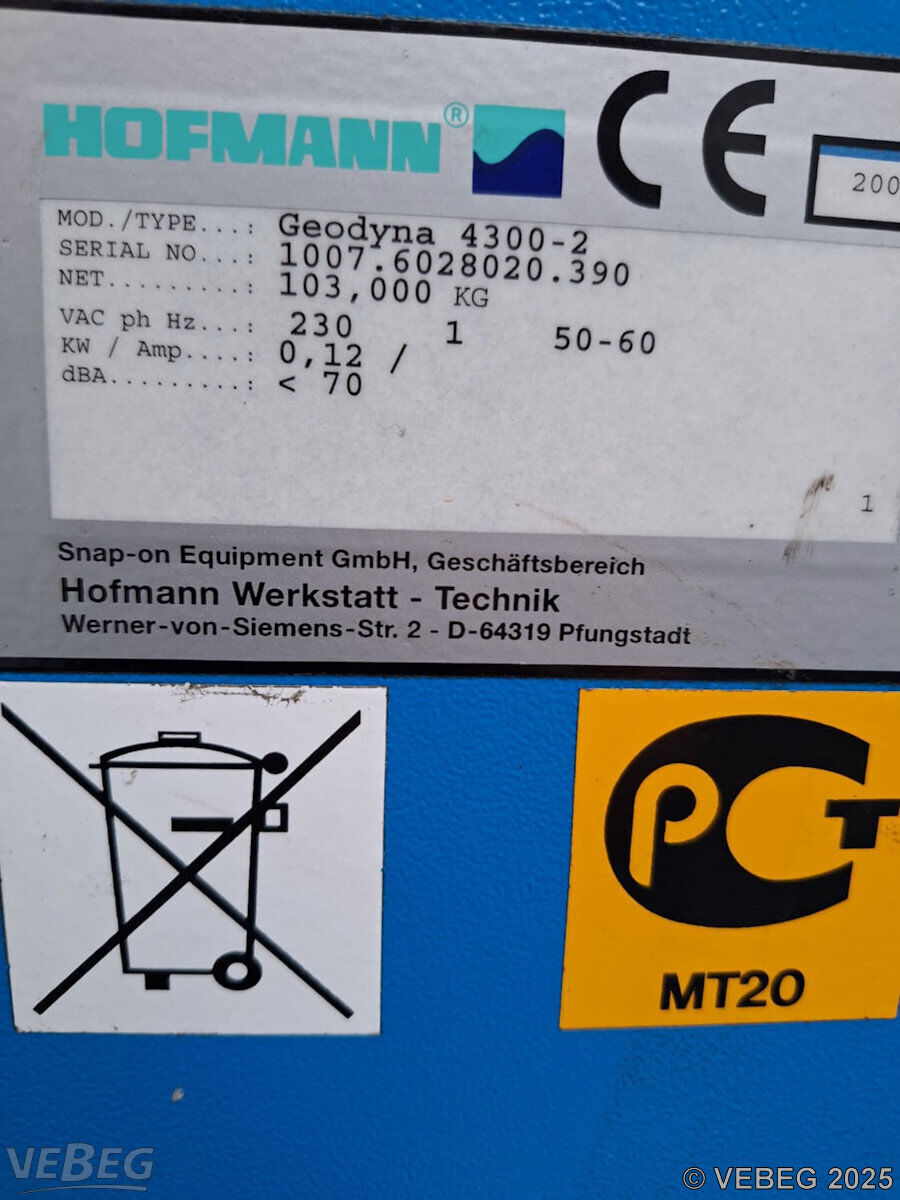 HOFMANN® CE 200
MOD./TYPE...: Geodyna 4300-2
SERIAL NO...: 1007.6028020.390
NET.........: 103,000 KG
VAC ph Hz...: 230 1 50-60
KW / Amp....: 0,12 /
dBA.........: < 70
1
Snap-on Equipment GmbH, Geschäftsbereich
Hofmann Werkstatt - Technik
Werner-von-Siemens-Str. 2 - D-64319 Pfungstadt
PCT
MT20
VEBEG
© VEBEG 2025